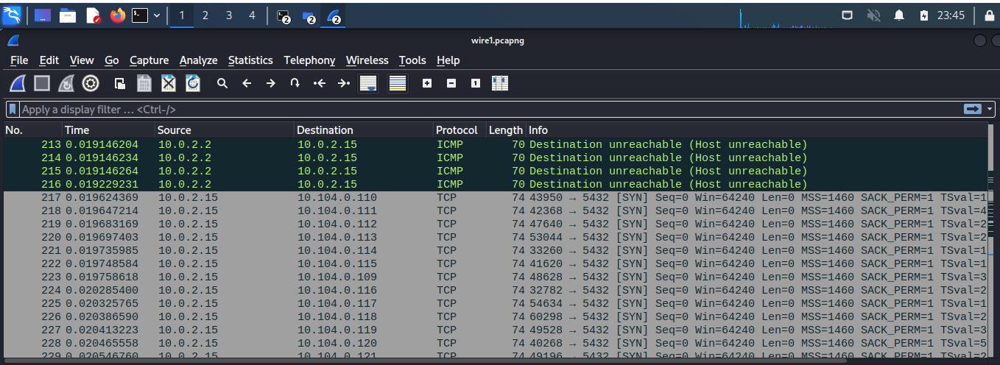 1 2 3 4 2 2 2 23:45
wire1.pcapng
File Edit View Go Capture Analyze Statistics Telephony Wireless Tools Help
Apply a display filter … <Ctrl-/>
No. Time Source Destination Protocol Length Info
213 0.019146204 10.0.2.2 10.0.2.15 ICMP 70 Destination unreachable (Host unreachable)
214 0.019146234 10.0.2.2 10.0.2.15 ICMP 70 Destination unreachable (Host unreachable)
215 0.019146264 10.0.2.2 10.0.2.15 ICMP 70 Destination unreachable (Host unreachable)
216 0.019229231 10.0.2.2 10.0.2.15 ICMP 70 Destination unreachable (Host unreachable)
217 0.019624369 10.0.2.15 10.104.0.110 TCP 74 43950 → 5432 [SYN] Seq=0 Win=64240 Len=0 MSS=1460 SACK_PERM=1 TSval=1
218 0.019647214 10.0.2.15 10.104.0.111 TCP 74 42368 → 5432 [SYN] Seq=0 Win=64240 Len=0 MSS=1460 SACK_PERM=1 TSval=4
219 0.019683169 10.0.2.15 10.104.0.112 TCP 74 47640 → 5432 [SYN] Seq=0 Win=64240 Len=0 MSS=1460 SACK_PERM=1 TSval=2
220 0.019697403 10.0.2.15 10.104.0.113 TCP 74 53044 → 5432 [SYN] Seq=0 Win=64240 Len=0 MSS=1460 SACK_PERM=1 TSval=2
221 0.019735985 10.0.2.15 10.104.0.114 TCP 74 33260 → 5432 [SYN] Seq=0 Win=64240 Len=0 MSS=1460 SACK_PERM=1 TSval=1
222 0.019748584 10.0.2.15 10.104.0.115 TCP 74 41620 → 5432 [SYN] Seq=0 Win=64240 Len=0 MSS=1460 SACK_PERM=1 TSval=1
223 0.019758618 10.0.2.15 10.104.0.109 TCP 74 48628 → 5432 [SYN] Seq=0 Win=64240 Len=0 MSS=1460 SACK_PERM=1 TSval=3
224 0.020285400 10.0.2.15 10.104.0.116 TCP 74 32782 → 5432 [SYN] Seq=0 Win=64240 Len=0 MSS=1460 SACK_PERM=1 TSval=2
225 0.020325765 10.0.2.15 10.104.0.117 TCP 74 54634 → 5432 [SYN] Seq=0 Win=64240 Len=0 MSS=1460 SACK_PERM=1 TSval=1
226 0.020386590 10.0.2.15 10.104.0.118 TCP 74 60298 → 5432 [SYN] Seq=0 Win=64240 Len=0 MSS=1460 SACK_PERM=1 TSval=2
227 0.020413223 10.0.2.15 10.104.0.119 TCP 74 49528 → 5432 [SYN] Seq=0 Win=64240 Len=0 MSS=1460 SACK_PERM=1 TSval=3
228 0.020465558 10.0.2.15 10.104.0.120 TCP 74 40268 → 5432 [SYN] Seq=0 Win=64240 Len=0 MSS=1460 SACK_PERM=1 TSval=5
229 0.020546760 10.0.2.15 10.104.0.121 TCP 74 49196 → 5432 [SYN] Seq=0 Win=64240 Len=0 MSS=1460 SACK_PERM=1 TSval=2